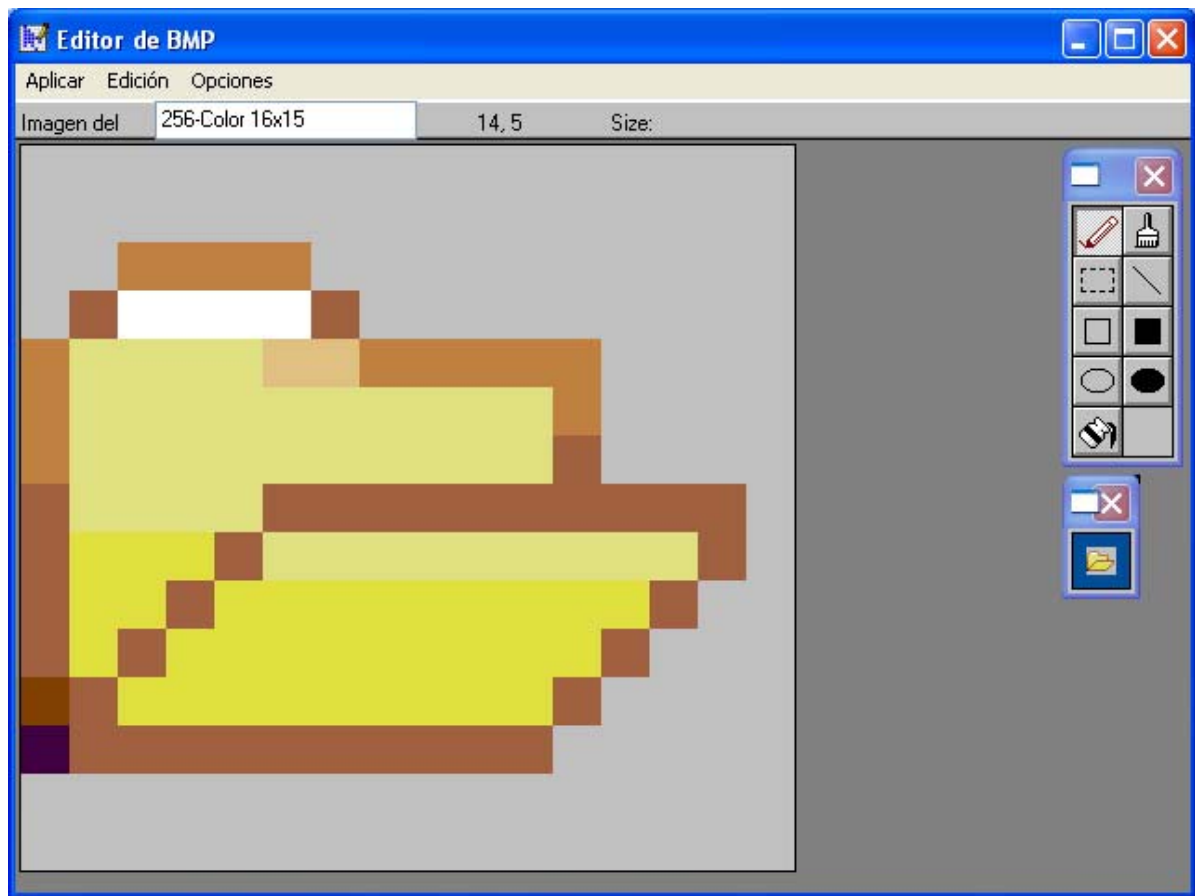 Editor de BMP
Aplicar Edición Opciones
Imagen del 256-Color 16x15 14, 5 Size: